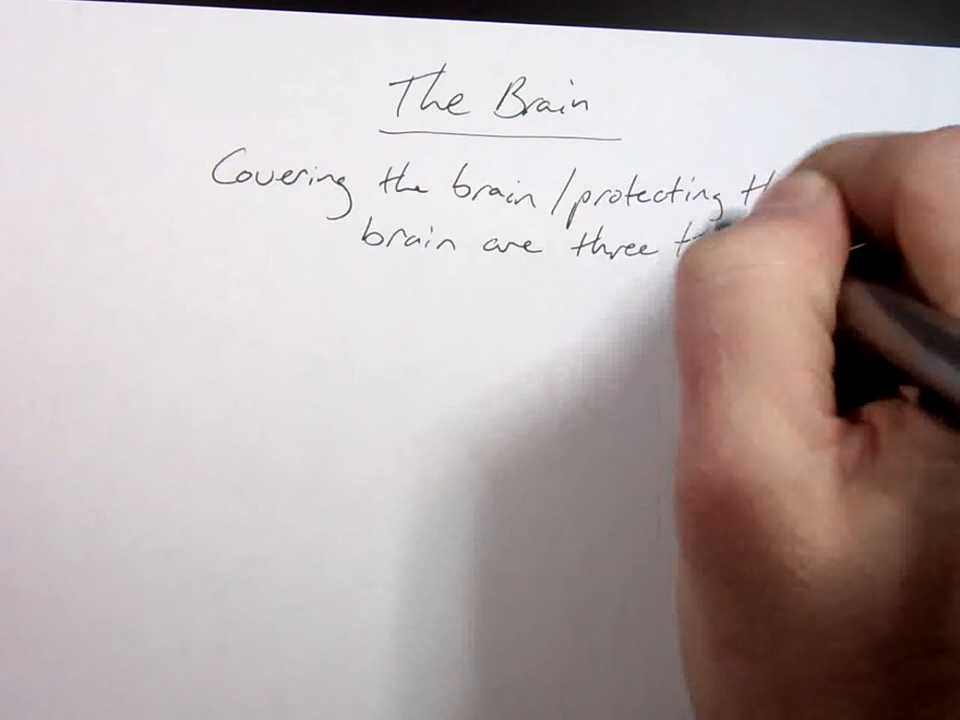 The Brain
Covering the brain / protecting
brain are three